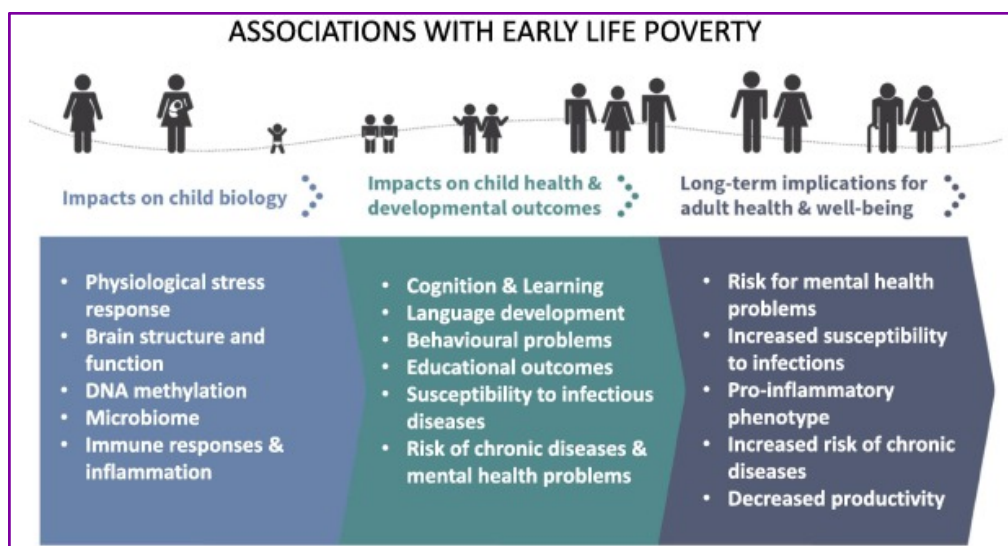 ASSOCIATIONS WITH EARLY LIFE POVERTY
Impacts on child biology
Impacts on child health &
developmental outcomes
Long-term implications for
adult health & well-being
• Physiological stress
response
• Brain structure and
function
• DNA methylation
• Microbiome
• Immune responses &
inflammation
• Cognition & Learning
• Language development
• Behavioural problems
• Educational outcomes
• Susceptibility to infectious
diseases
• Risk of chronic diseases &
mental health problems
• Risk for mental health
problems
• Increased susceptibility
to infections
• Pro-inflammatory
phenotype
• Increased risk of chronic
diseases
• Decreased productivity